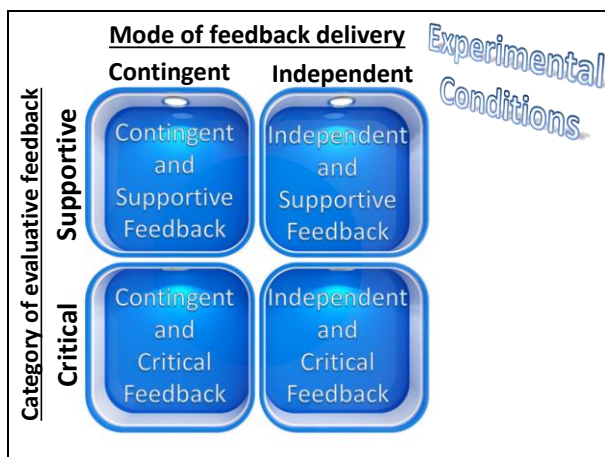 Mode of feedback delivery
Experimental
Conditions
Contingent
Independent
Category of evaluative feedback
Supportive
Contingent
and
Supportive
Feedback
Independent
and
Supportive
Feedback
Critical
Contingent
and
Critical
Feedback
Independent
and
Critical
Feedback